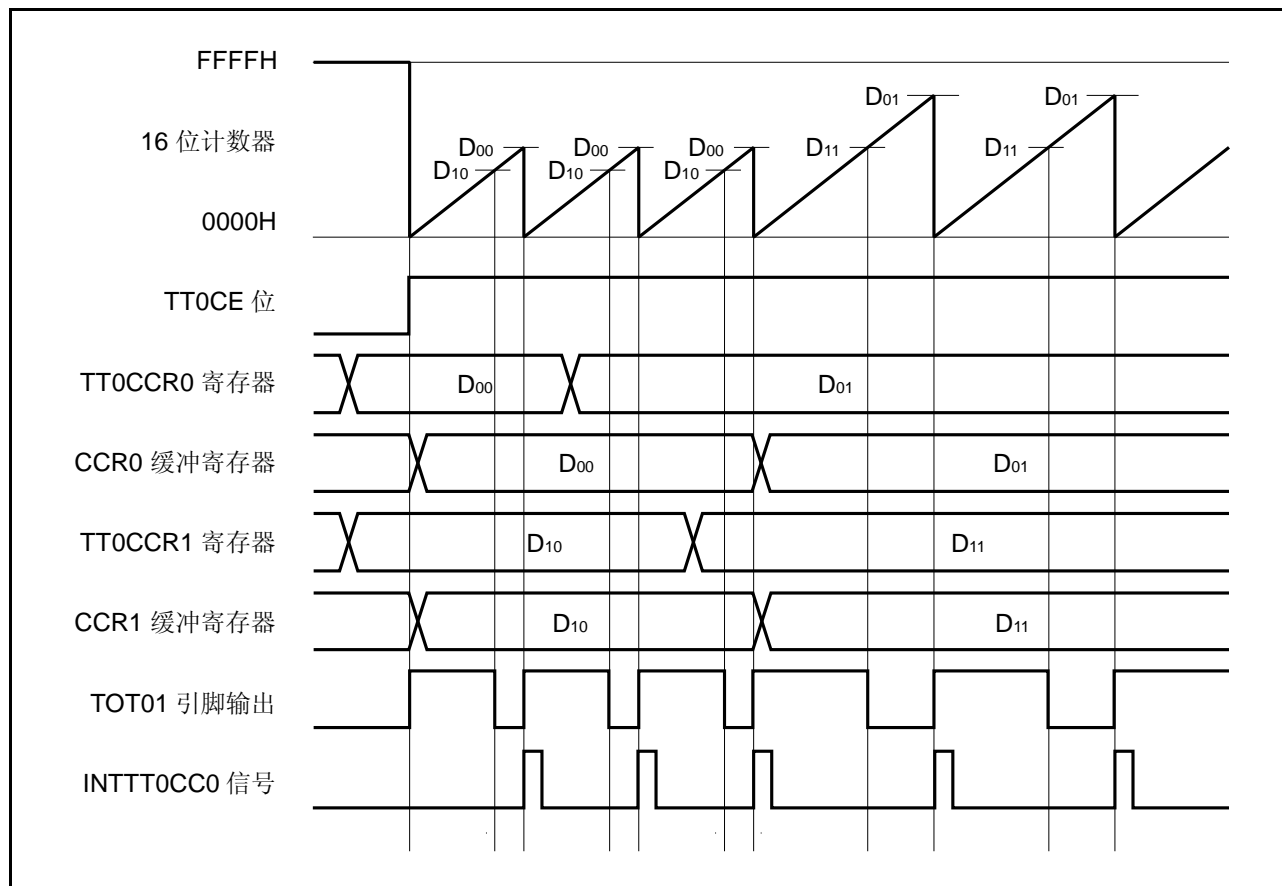 FFFFH
D01 D01
16 位计数器
D00 D00 D00 D11 D11
D10 D10 D10
0000H
TT0CE 位
TT0CCR0 寄存器 D00 D01
CCR0 缓冲寄存器 D00 D01
TT0CCR1 寄存器 D10 D11
CCR1 缓冲寄存器 D10 D11
TOT01 引脚输出
INTTT0CC0 信号